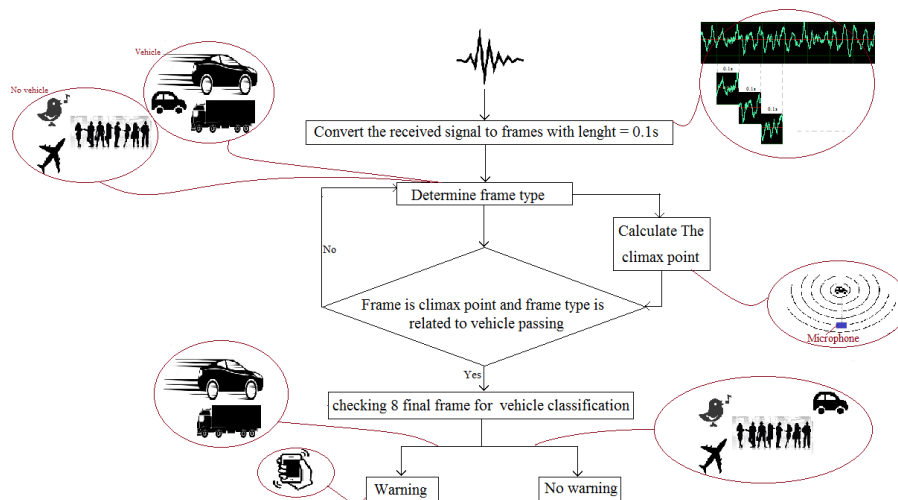 Vehicle
No vehicle
0.1s
0.1s
0.1s
Convert the received signal to frames with lenght = 0.1s
Determine frame type
No
Calculate The
climax point
Frame is climax point and frame type is
related to vehicle passing
Microphone
Yes
checking 8 final frame for vehicle classification
Warning
No warning